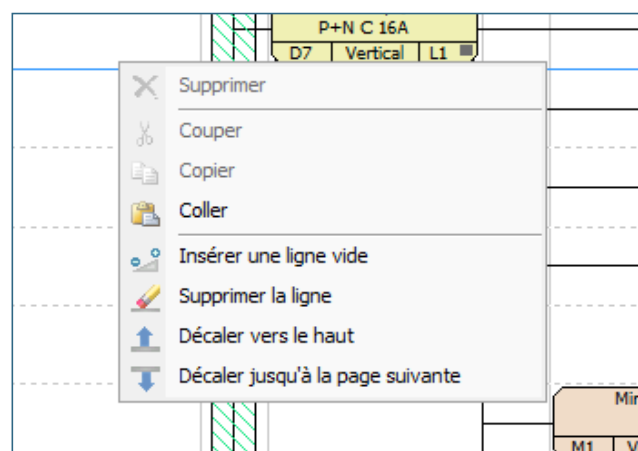 P+N C 16A
D7 Vertical L1
Supprimer
Couper
Copier
Coller
Insérer une ligne vide
Supprimer la ligne
Décaler vers le haut
Décaler jusqu'à la page suivante
Min
M1 V